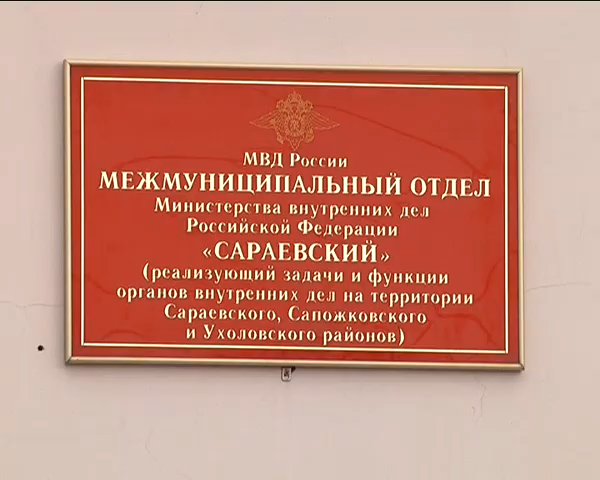 МВД России
МЕЖМУНИЦИПАЛЬНЫЙ ОТДЕЛ
Министерства внутренних дел
Российской Федерации
«САРАЕВСКИЙ»
(реализующий задачи и функции
органов внутренних дел на территории
Сараевского, Сапожковского
и Ухоловского районов)